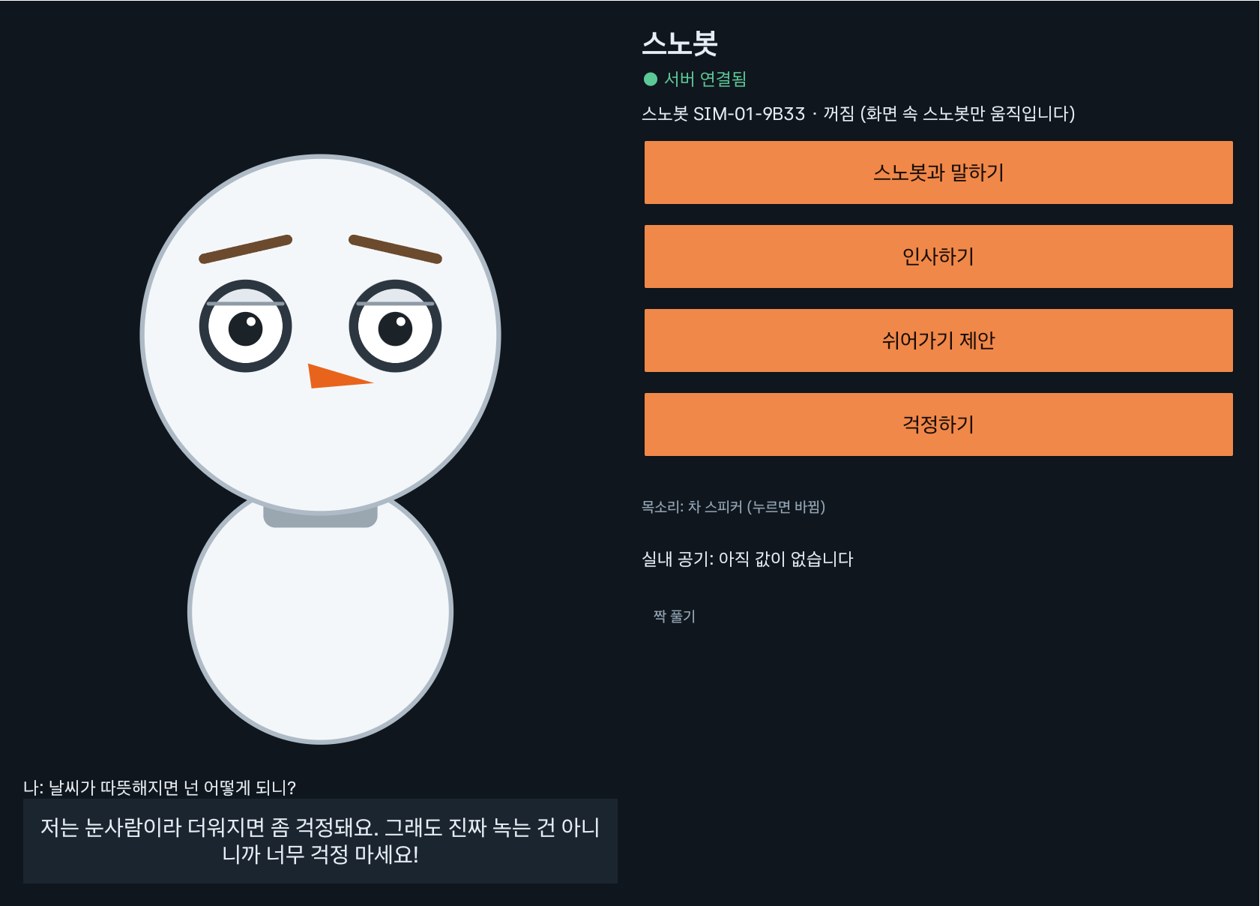 스노봇
서버 연결됨
스노봇 SIM-01-9B33 · 꺼짐 (화면 속 스노봇만 움직입니다)
스노봇과 말하기
인사하기
쉬어가기 제안
걱정하기
목소리: 차 스피커 (누르면 바뀜)
실내 공기: 아직 값이 없습니다
짝 풀기
나: 날씨가 따뜻해지면 넌 어떻게 되니?
저는 눈사람이라 더워지면 좀 걱정돼요. 그래도 진짜 녹는 건 아니
니까 너무 걱정 마세요!